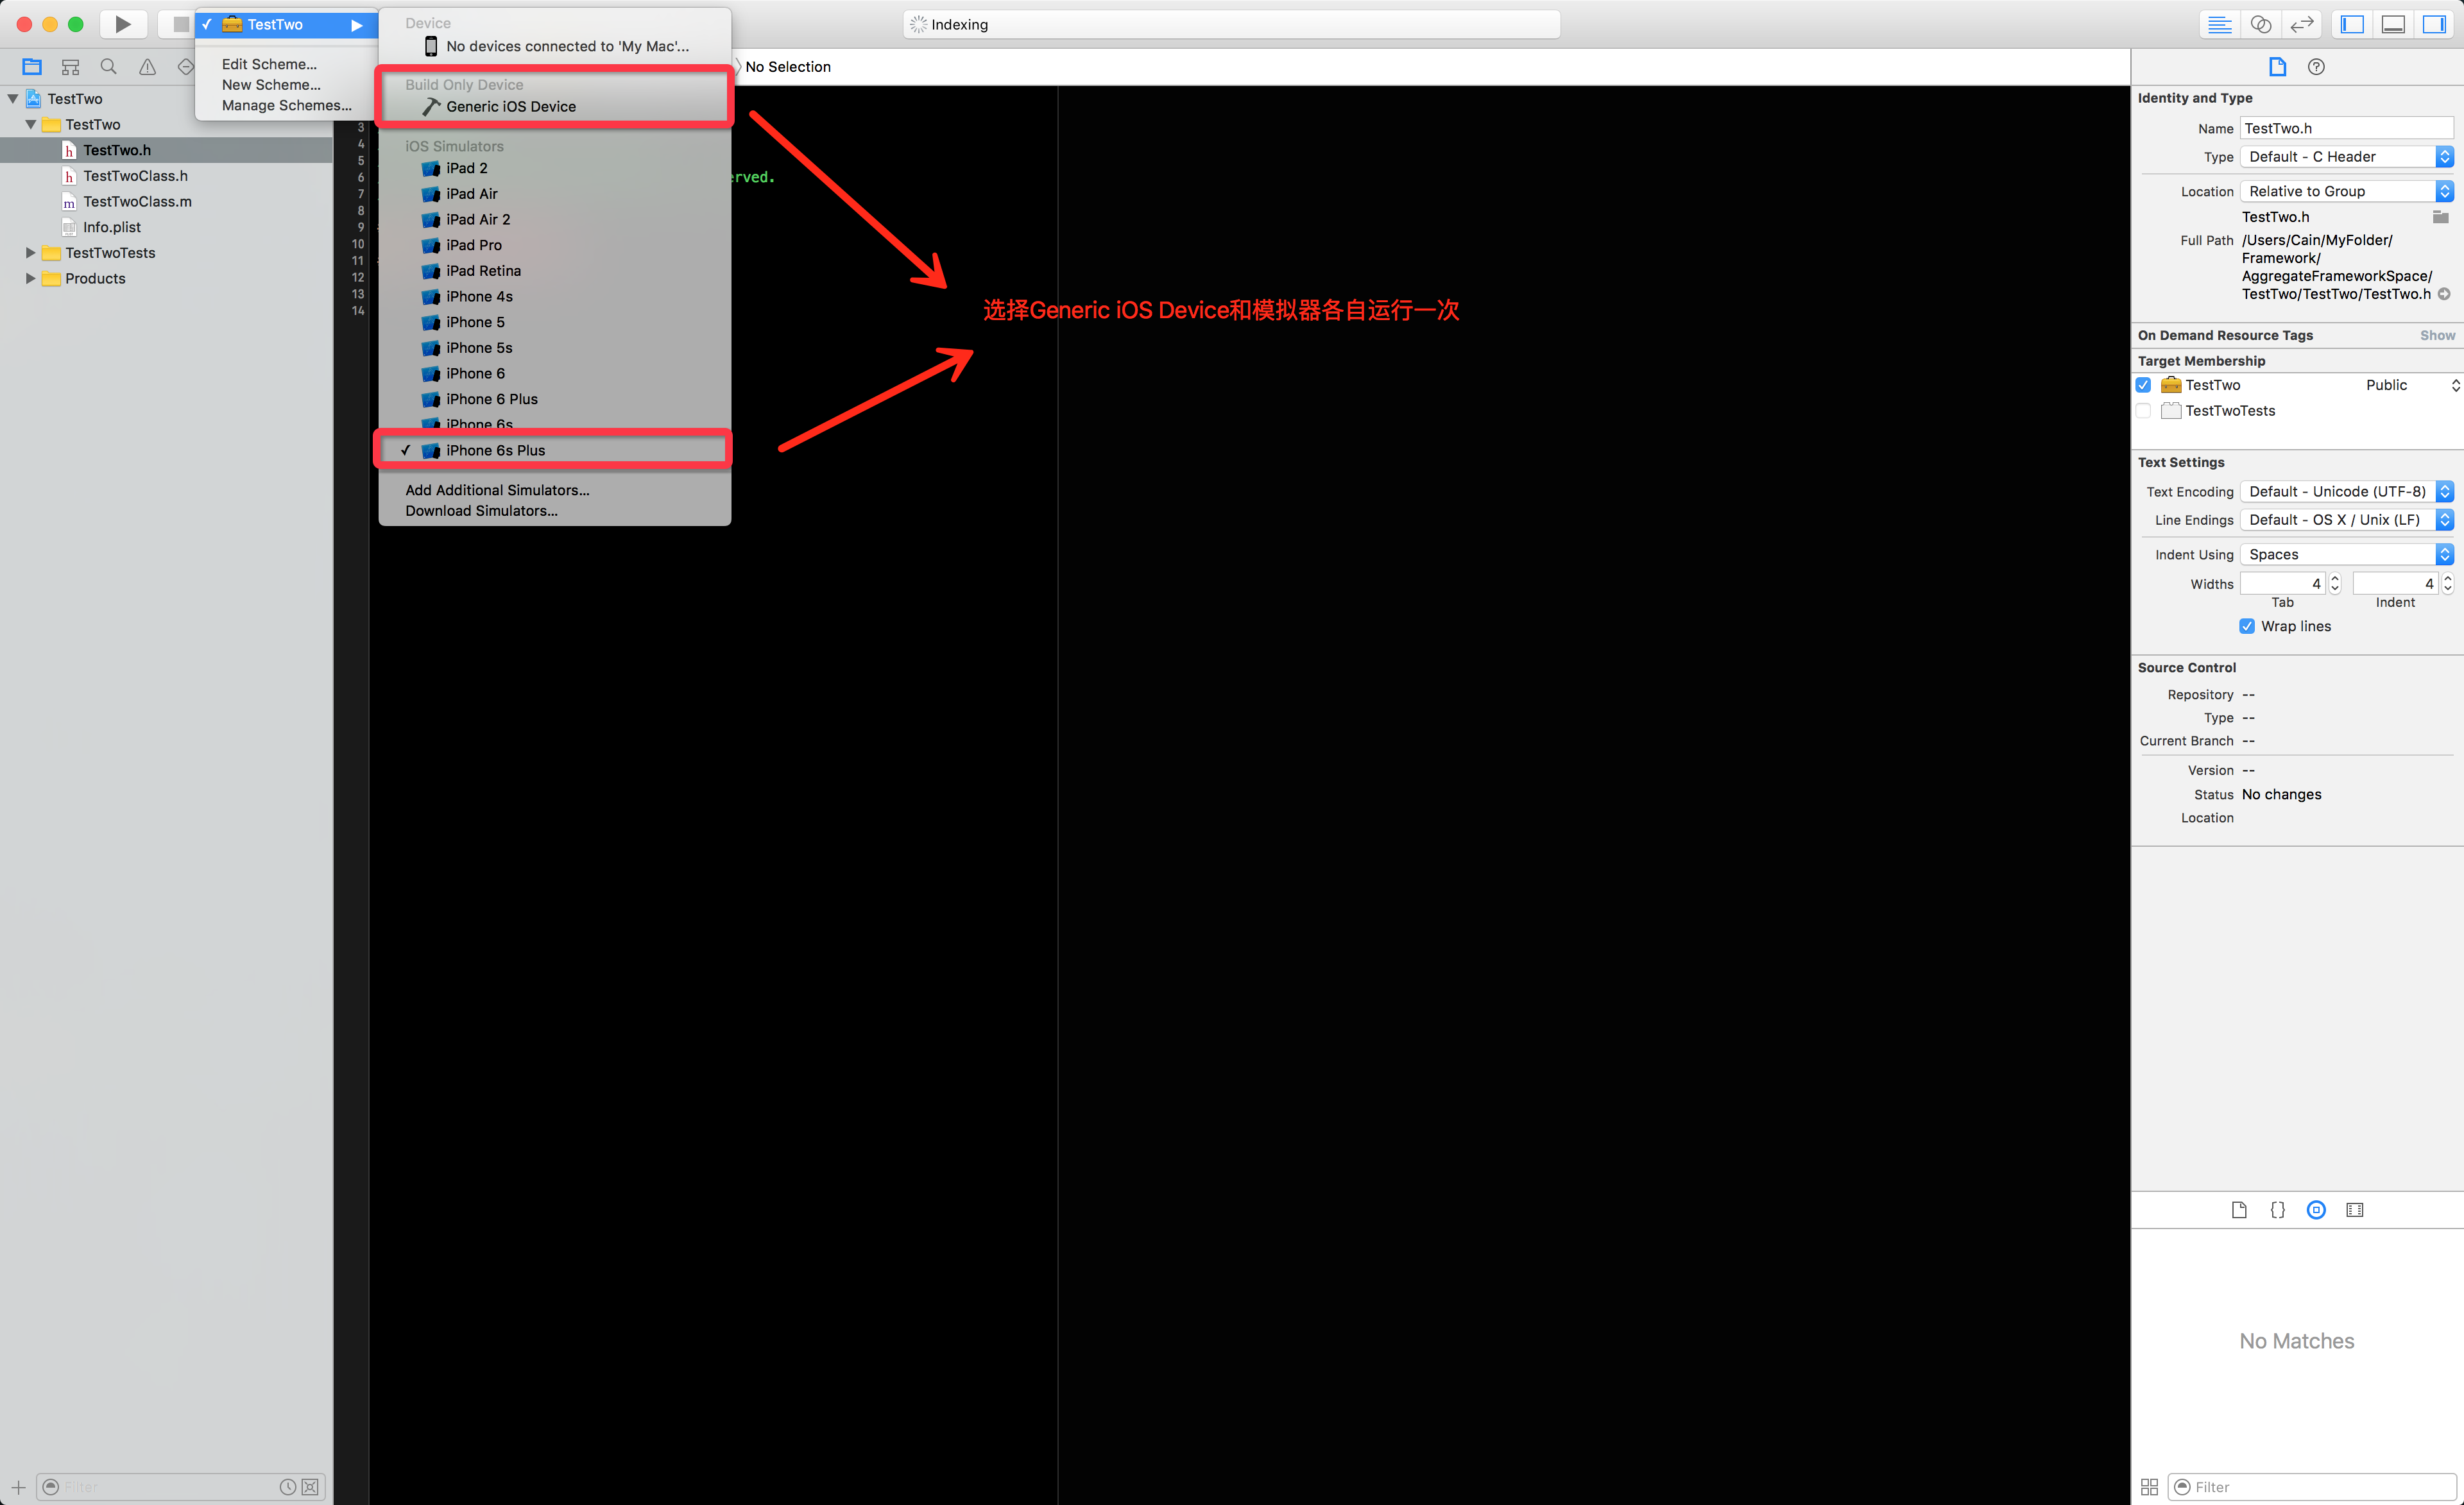 TestTwo
Edit Scheme...
New Scheme...
Manage Schemes...
Device
No devices connected to 'My Mac'...
Build Only Device
Generic iOS Device
iOS Simulators
iPad 2
iPad Air
iPad Air 2
iPad Pro
iPad Retina
iPhone 4s
iPhone 5
iPhone 5s
iPhone 6
iPhone 6 Plus
iPhone 6s
iPhone 6s Plus
Add Additional Simulators...
Download Simulators...
Indexing
No Selection
TestTwo
TestTwo
TestTwo.h
TestTwoClass.h
TestTwoClass.m
Info.plist
TestTwoTests
Products
Filter
3
4
5
6
7
8
9
10
11
12
13
14
选择Generic iOS Device和模拟器各自运行一次
Identity and Type
Name TestTwo.h
Type Default - C Header
Location Relative to Group
TestTwo.h
Full Path /Users/Cain/MyFolder/
Framework/
AggregateFrameworkSpace/
TestTwo/TestTwo/TestTwo.h
On Demand Resource Tags Show
Target Membership
TestTwo Public
TestTwoTests
Text Settings
Text Encoding Default - Unicode (UTF-8)
Line Endings Default - OS X / Unix (LF)
Indent Using Spaces
Widths 4 4
Tab Indent
Wrap lines
Source Control
Repository --
Type --
Current Branch --
Version --
Status No changes
Location
No Matches
Filter